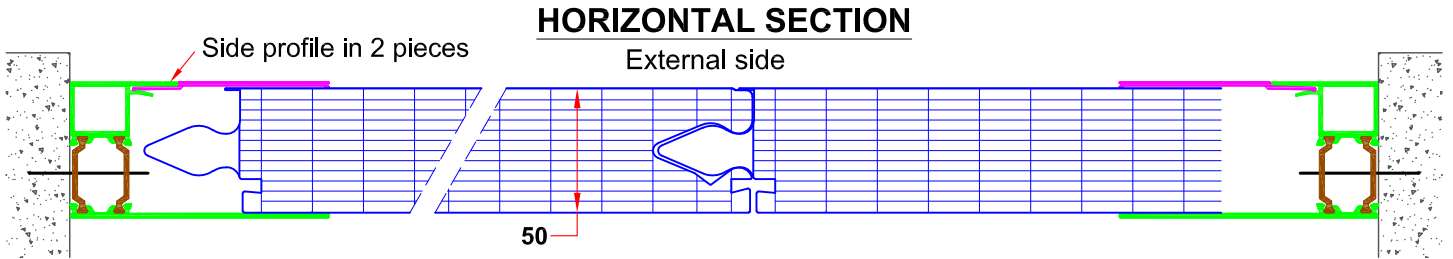 HORIZONTAL SECTION
Side profile in 2 pieces
External side
50